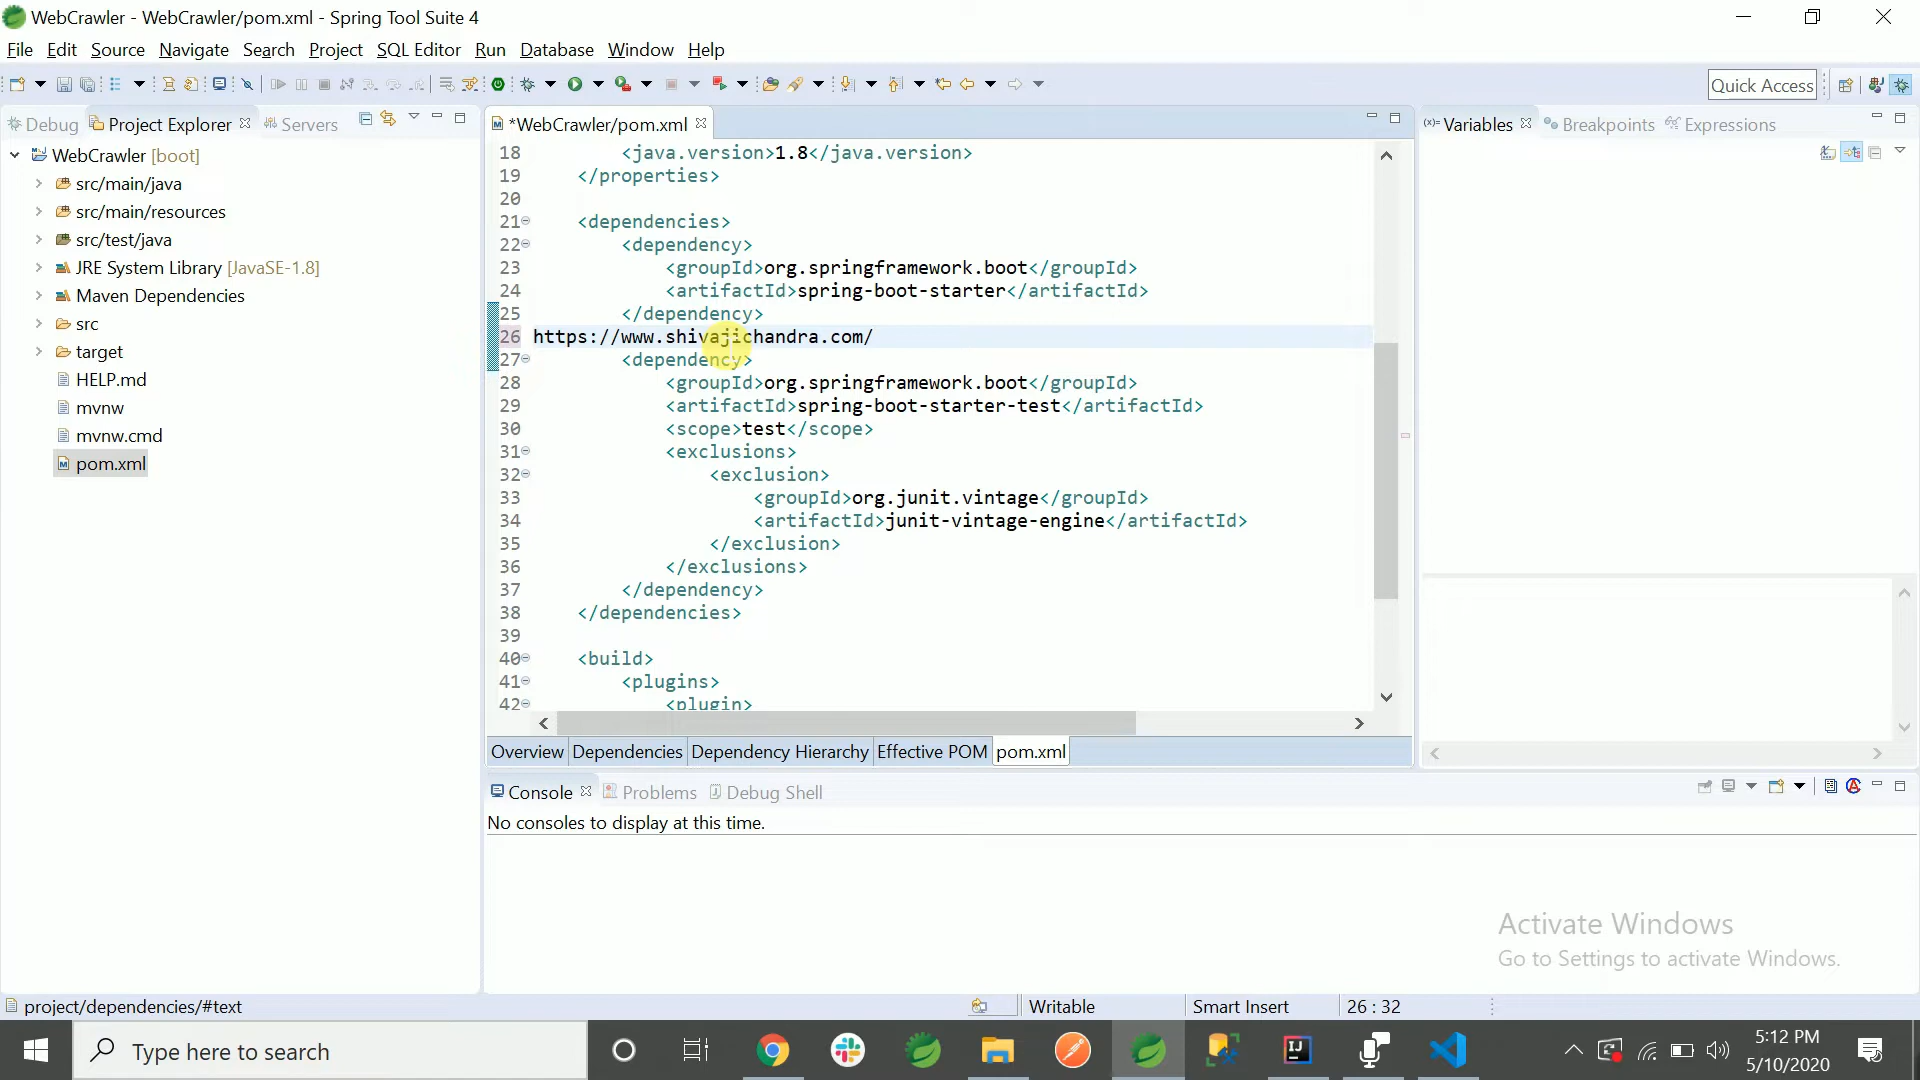 WebCrawler - WebCrawler/pom.xml - Spring Tool Suite 4
File Edit Source Navigate Search Project SQL Editor Run Database Window Help
Quick Access
Debug Project Explorer Servers
WebCrawler [boot]
src/main/java
src/main/resources
src/test/java
JRE System Library [JavaSE-1.8]
Maven Dependencies
src
target
HELP.md
mvnw
mvnw.cmd
pom.xml
*WebCrawler/pom.xml
18 <java.version>1.8</java.version>
19 </properties>
20
21 <dependencies>
22 <dependency>
23 <groupId>org.springframework.boot</groupId>
24 <artifactId>spring-boot-starter</artifactId>
25 </dependency>
26 https://www.shivajichandra.com/
27 <dependency>
28 <groupId>org.springframework.boot</groupId>
29 <artifactId>spring-boot-starter-test</artifactId>
30 <scope>test</scope>
31 <exclusions>
32 <exclusion>
33 <groupId>org.junit.vintage</groupId>
34 <artifactId>junit-vintage-engine</artifactId>
35 </exclusion>
36 </exclusions>
37 </dependency>
38 </dependencies>
39
40 <build>
41 <plugins>
42 <plugin>
Overview Dependencies Dependency Hierarchy Effective POM pom.xml
(x)= Variables Breakpoints Expressions
Console Problems Debug Shell
No consoles to display at this time.
Activate Windows
Go to Settings to activate Windows.
project/dependencies/#text
Writable
Smart Insert
26 : 32
Type here to search
5:12 PM
5/10/2020